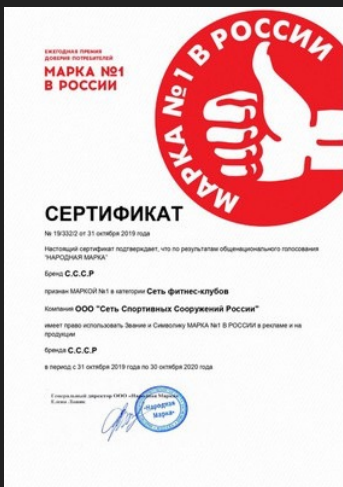 ЕЖЕГОДНАЯ ПРЕМИЯ
ДОВЕРИЯ ПОТРЕБИТЕЛЕЙ
МАРКА №1
В РОССИИ
МАРКА №1 В РОССИИ
СЕРТИФИКАТ
№ 19/332/2 от 31 октября 2019 года
Настоящий сертификат подтверждает, что по результатам общенационального голосования
"НАРОДНАЯ МАРКА"
Бренд С.С.С.Р
признан МАРКОЙ №1 в категории Сеть фитнес-клубов
Компания ООО "Сеть Спортивных Сооружений России"
имеет право использовать Звание и Символику МАРКА №1 В РОССИИ в рекламе и на
продукции
бренда С.С.С.Р
в период с 31 октября 2019 года по 30 октября 2020 года
Генеральный директор ООО «Народная Марка»
Елена
"Народная
Марка"